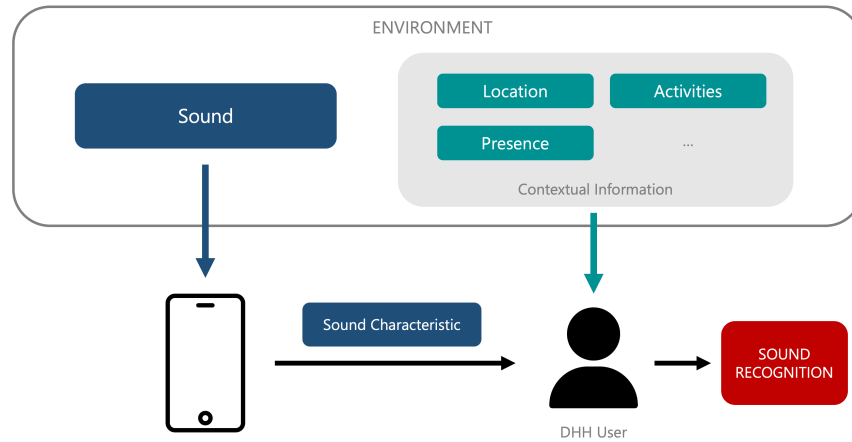 ENVIRONMENT
Sound
Location
Activities
Presence
...
Contextual Information
Sound Characteristic
SOUND
RECOGNITION
DHH User